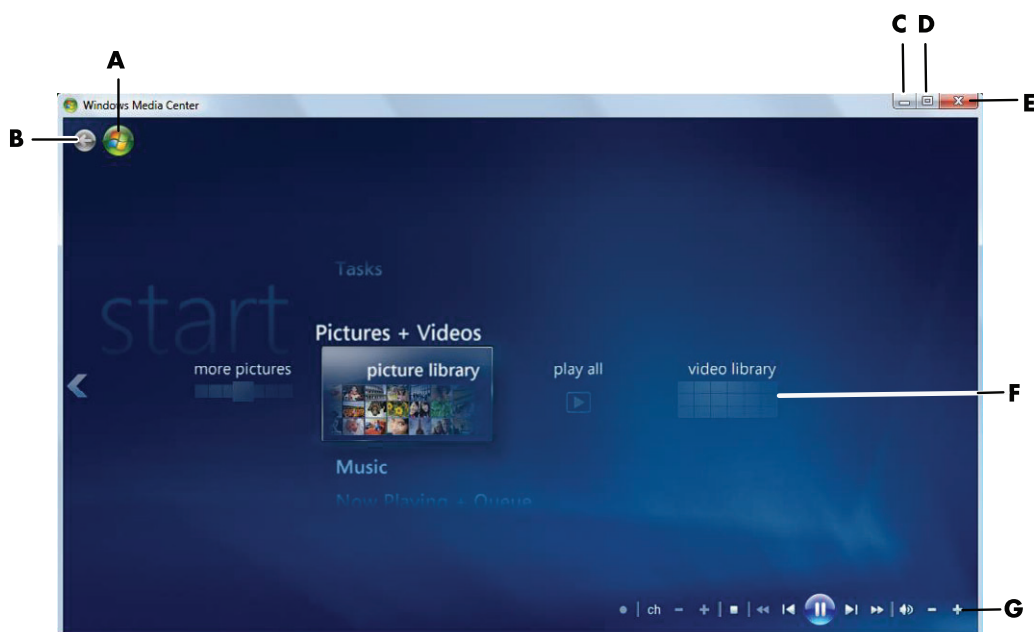 C D
A
Windows Media Center
E
B
Tasks
start
Pictures + Videos
more pictures
picture library
play all
video library
F
Music
Now Playing + Queue
ch - +
- +
G